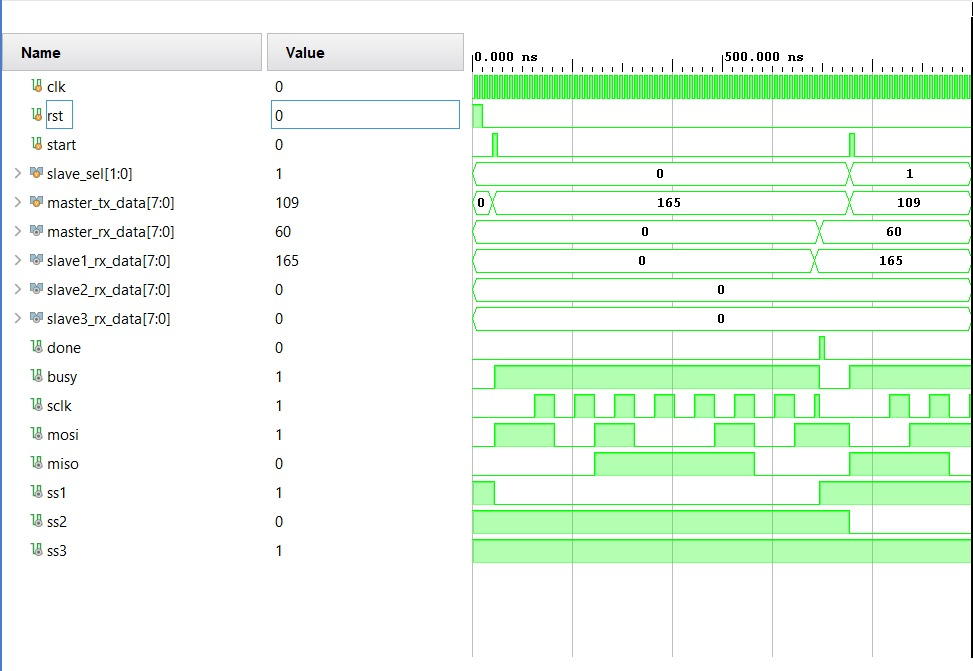 Name Value 0.000 ns 500.000 ns
clk 0
rst 0
start 0
slave_sel[1:0] 1 0 1
master_tx_data[7:0] 109 0 165 109
master_rx_data[7:0] 60 0 60
slave1_rx_data[7:0] 165 0 165
slave2_rx_data[7:0] 0 0
slave3_rx_data[7:0] 0 0
done 0
busy 1
sclk 1
mosi 1
miso 0
ss1 1
ss2 0
ss3 1